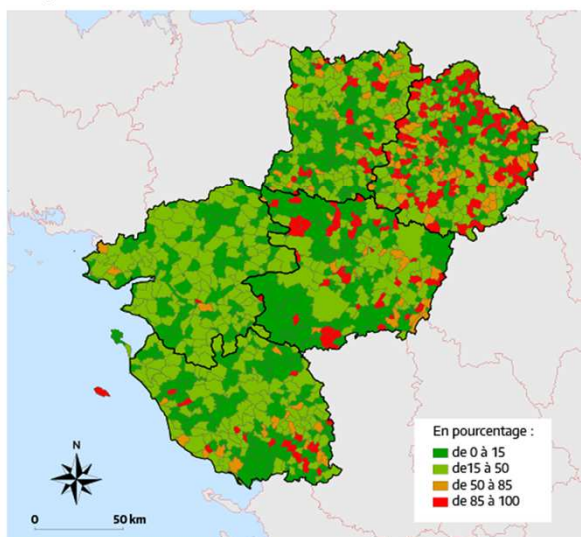 En pourcentage :
de 0 à 15
de15 à 50
de 50 à 85
de 85 à 100
N
0 50 km